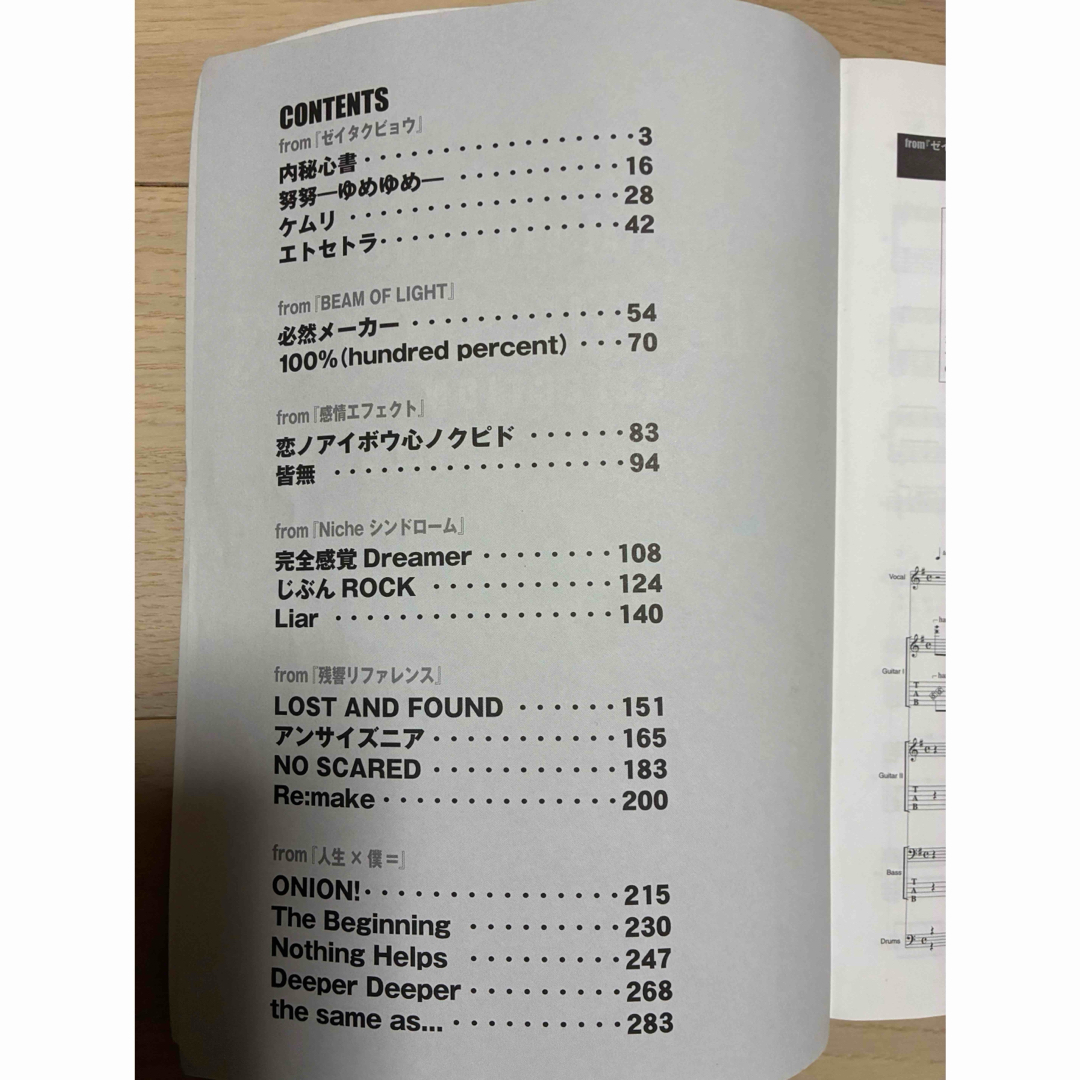 CONTENTS
from『ゼイタクビョウ』
内秘心書・・・・・・・・・・・・・・・・・3
努努―ゆめゆめ― ・・・・・・・・・・16
ケムリ ・・・・・・・・・・・・・・・・・28
エトセトラ・・・・・・・・・・・・・・・42
from『BEAM OF LIGHT』
必然メーカー ・・・・・・・・・・・・・54
100%(hundred percent) ・・・70
from『感情エフェクト』
恋ノアイボウ心ノクピド ・・・・・・83
皆無 ・・・・・・・・・・・・・・・・・・94
from『Niche シンドローム』
完全感覚 Dreamer ・・・・・・・・108
じぶん ROCK ・・・・・・・・・・・124
Liar ・・・・・・・・・・・・・・・・140
from『残響リファレンス』
LOST AND FOUND ・・・・・・151
アンサイズニア・・・・・・・・・・・165
NO SCARED ・・・・・・・・・・・183
Re:make・・・・・・・・・・・・・・200
from『人生×僕=』
ONION!・・・・・・・・・・・・・・・215
The Beginning ・・・・・・・・・230
Nothing Helps ・・・・・・・・・247
Deeper Deeper・・・・・・・・・268
the same as...・・・・・・・・・・283
from『ゼイ
Vocal
Guitar I
TAB
Guitar II
TAB
Bass
TAB
Drums